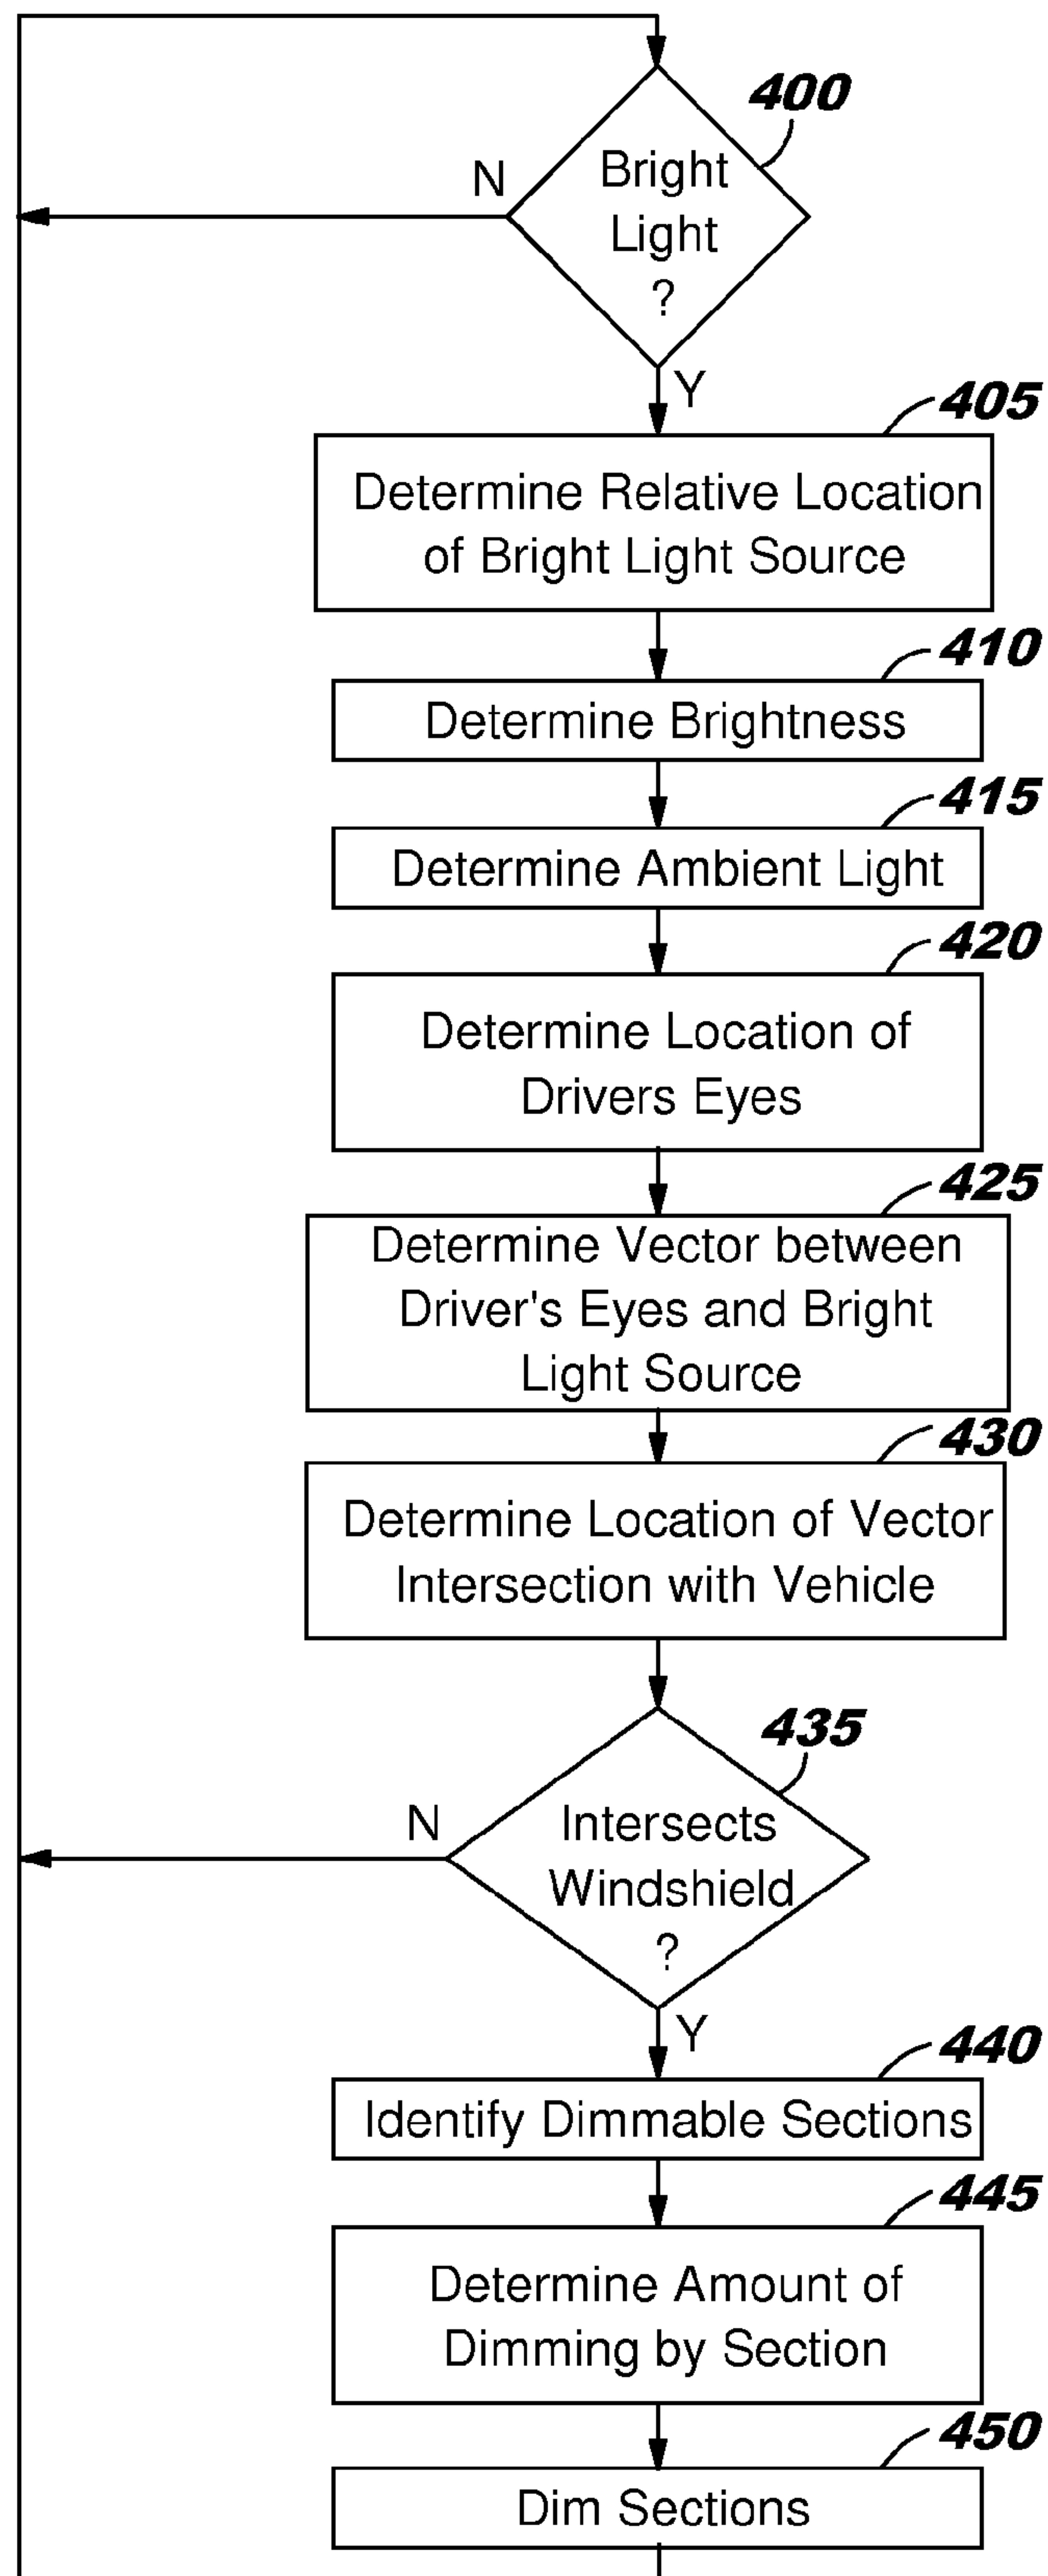 400
N
Bright
Light
?
Y
405
Determine Relative Location
of Bright Light Source
410
Determine Brightness
415
Determine Ambient Light
420
Determine Location of
Drivers Eyes
425
Determine Vector between
Driver's Eyes and Bright
Light Source
430
Determine Location of Vector
Intersection with Vehicle
435
N
Intersects
Windshield
?
Y
440
Identify Dimmable Sections
445
Determine Amount of
Dimming by Section
450
Dim Sections